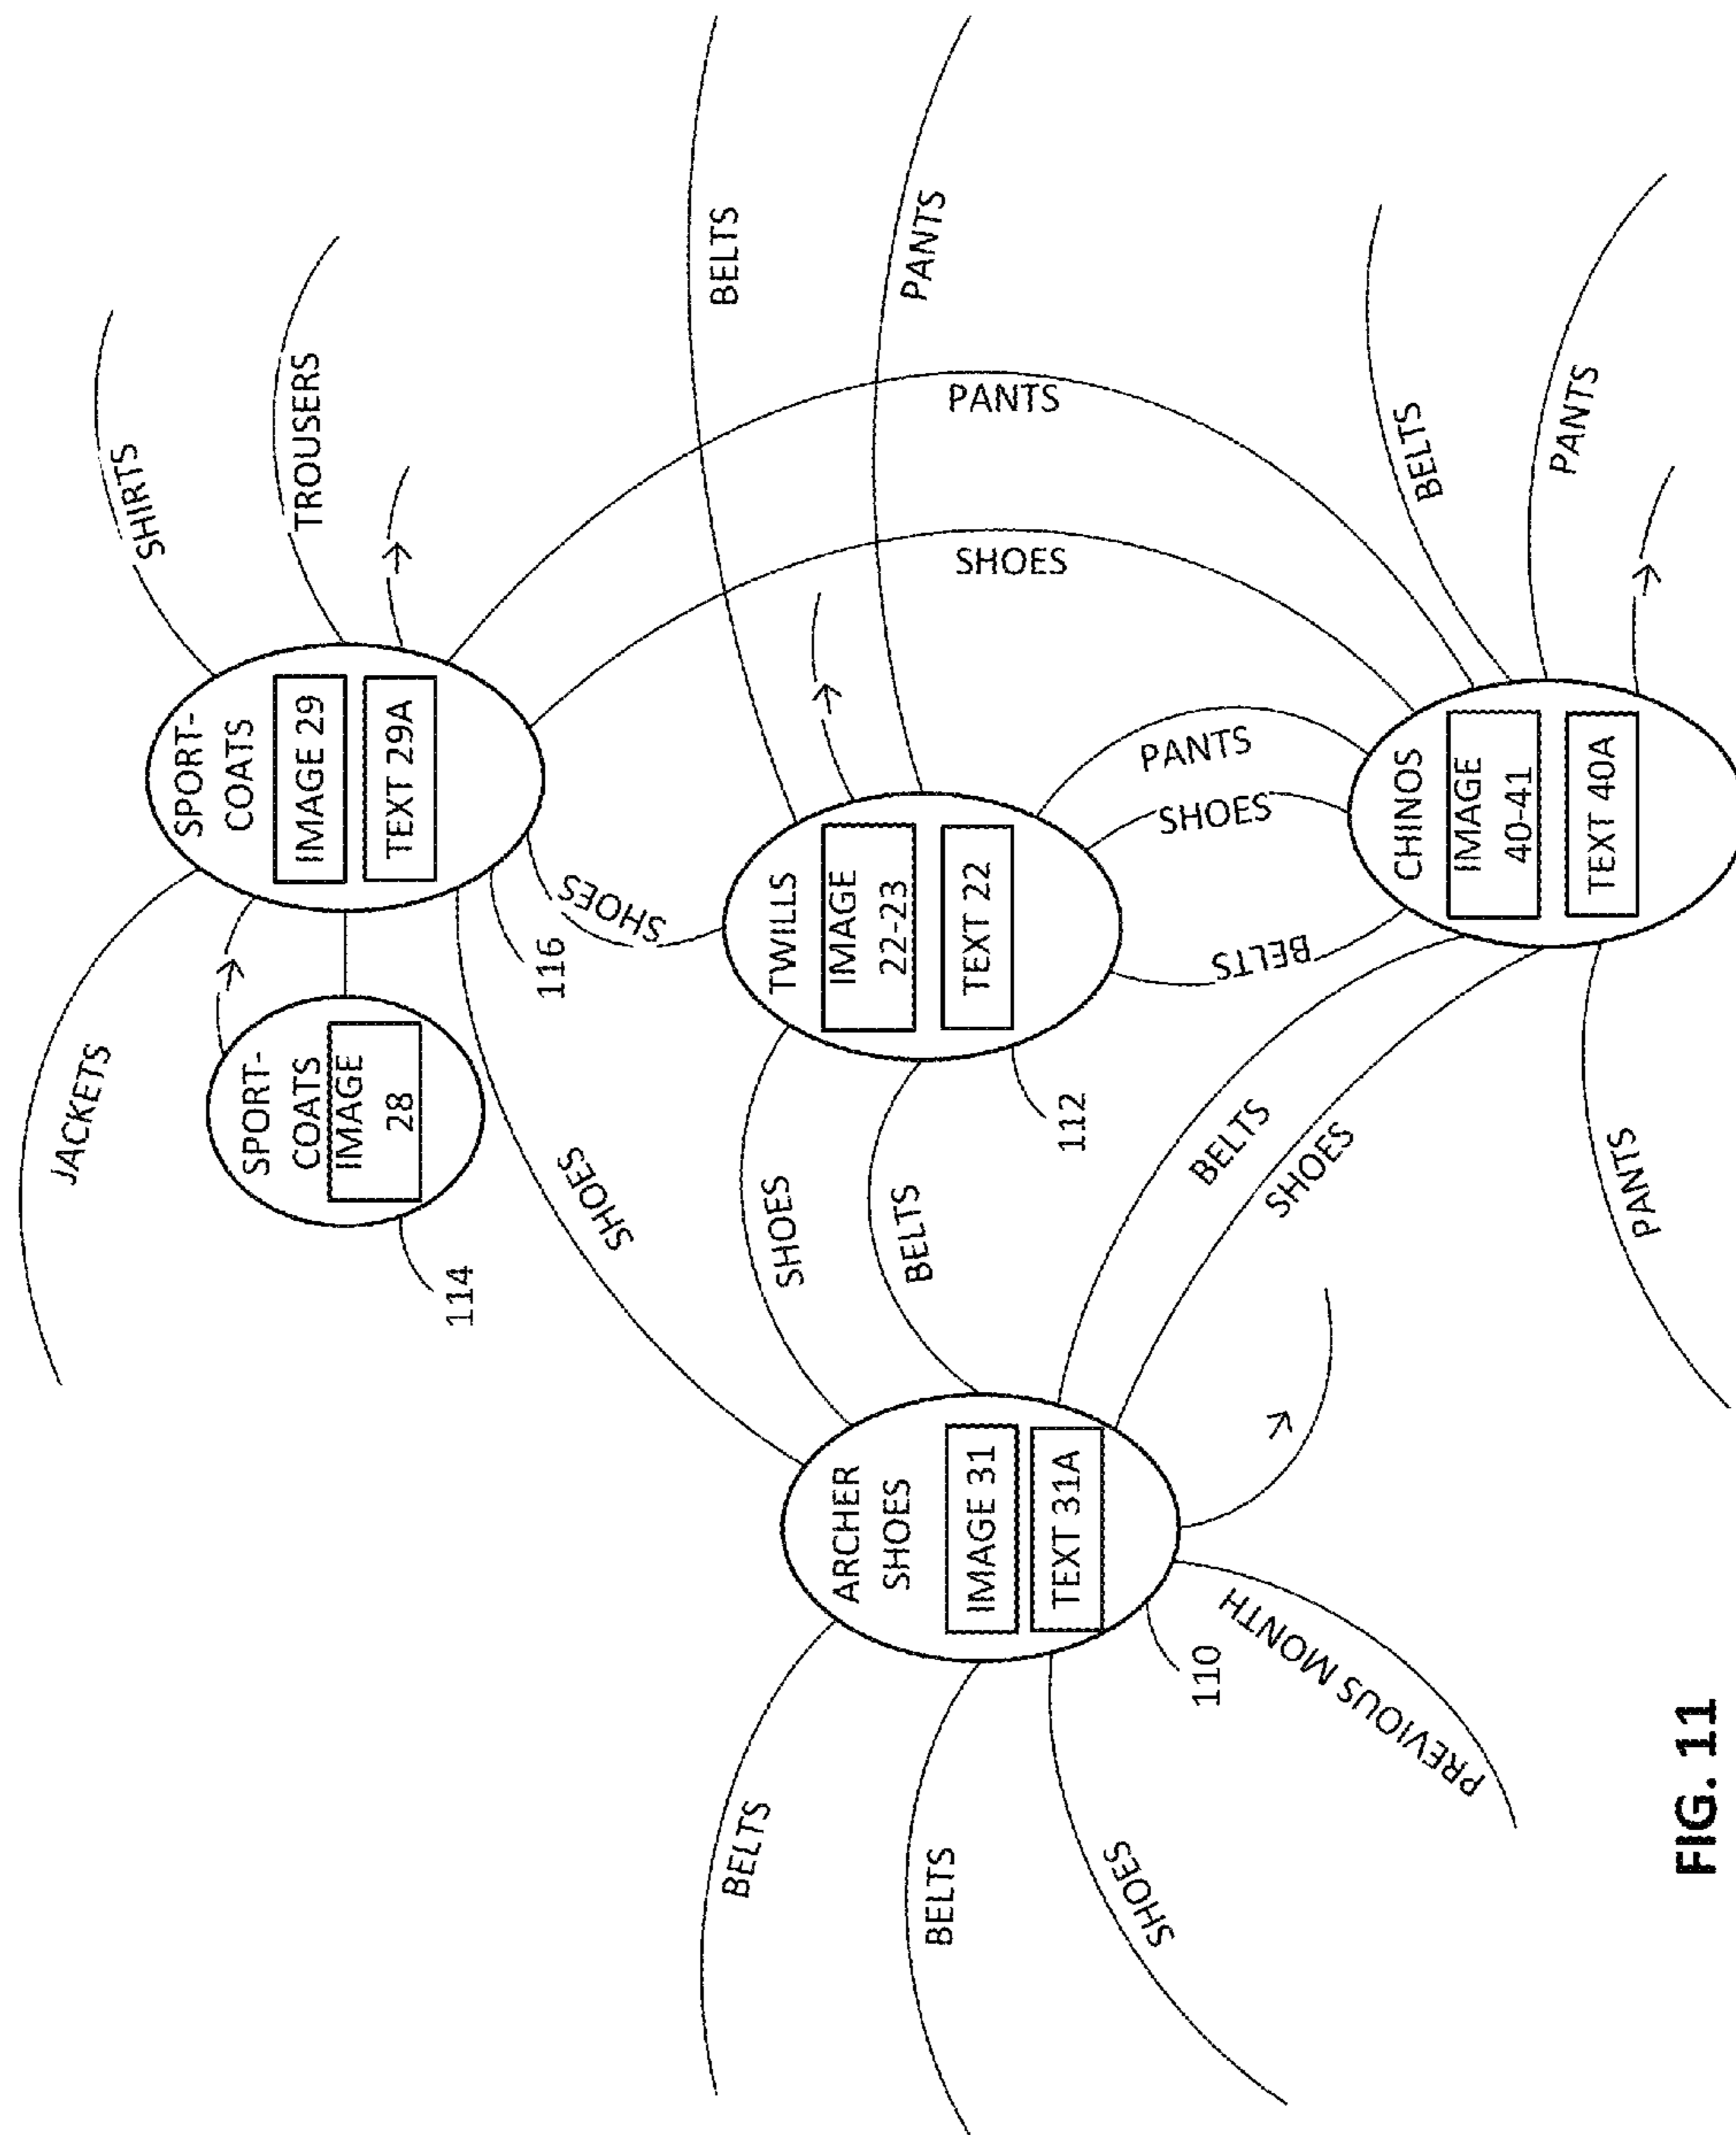 JACKETS
SHIRTS
SPORT-
COATS
IMAGE
28
114
SPORT-
COATS
IMAGE 29
TEXT 29A
116
TROUSERS
SHOES
SHOES
BELTS
PANTS
PANTS
SHOES
TWILLS
IMAGE
22-23
TEXT 22
112
SHOES
BELTS
PANTS
SHOES
BELTS
BELTS
BELTS
SHOES
ARCHER
SHOES
IMAGE 31
TEXT 31A
110
PREVIOUS MONTH
BELTS
SHOES
CHINOS
IMAGE
40-41
TEXT 40A
BELTS
PANTS
PANTS
FIG. 11